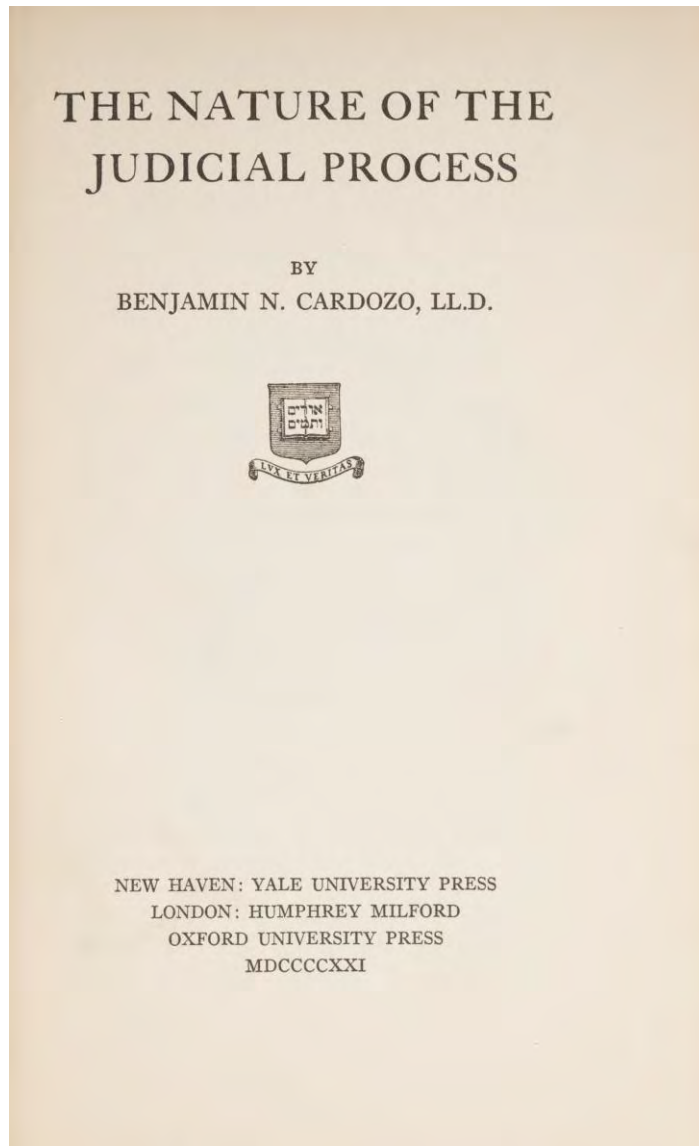 THE NATURE OF THE
JUDICIAL PROCESS
BY
BENJAMIN N. CARDOZO, LL.D.
אורים
ותמים
LVX ET VERITAS
NEW HAVEN: YALE UNIVERSITY PRESS
LONDON: HUMPHREY MILFORD
OXFORD UNIVERSITY PRESS
MDCCCCXXI